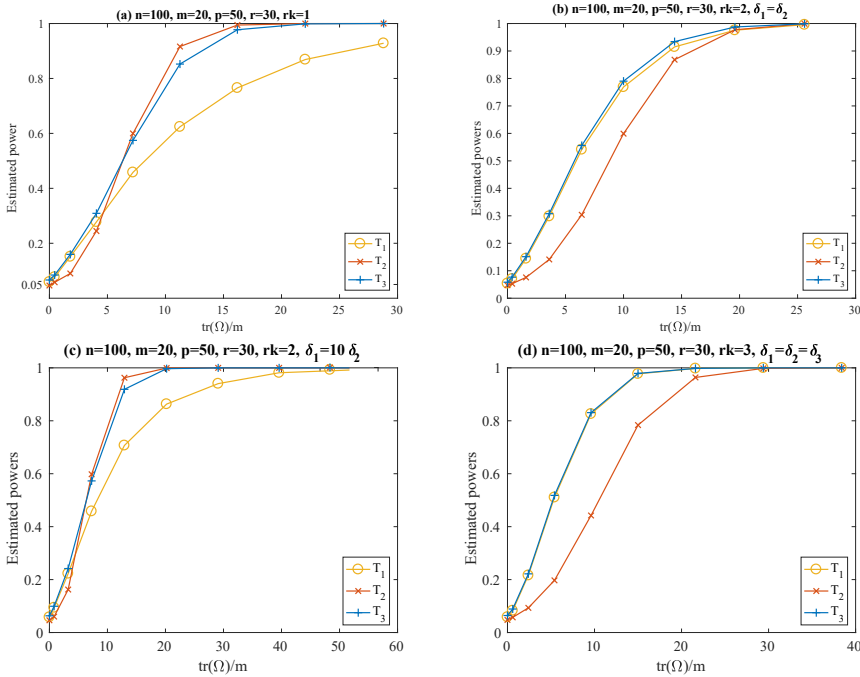 (a) n=100, m=20, p=50, r=30, rk=1
Estimated power
1
0.8
0.6
0.4
0.2
0.05
0
5
10
15
20
25
30
tr(Ω)/m
T1
T2
T3
(b) n=100, m=20, p=50, r=30, rk=2, δ1=δ2
Estimated powers
1
0.9
0.8
0.7
0.6
0.5
0.4
0.3
0.2
0.1
0
0
5
10
15
20
25
30
tr(Ω)/m
T1
T2
T3
(c) n=100, m=20, p=50, r=30, rk=2, δ1=10 δ2
Estimated powers
1
0.8
0.6
0.4
0.2
0
0
10
20
30
40
50
60
tr(Ω)/m
T1
T2
T3
(d) n=100, m=20, p=50, r=30, rk=3, δ1=δ2=δ3
Estimated powers
1
0.8
0.6
0.4
0.2
0
0
10
20
30
40
tr(Ω)/m
T1
T2
T3